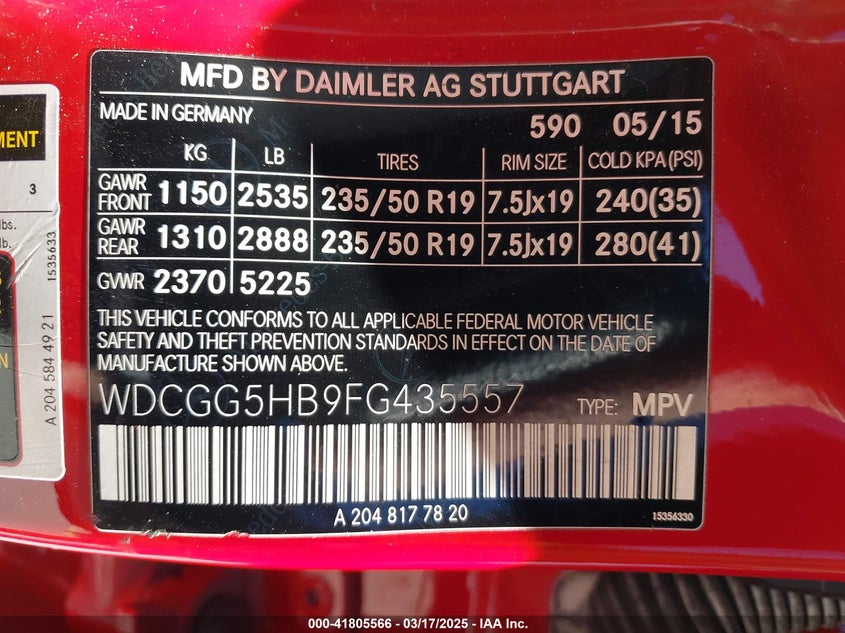 MFD BY DAIMLER AG STUTTGART
MADE IN GERMANY
590 05/15
KG LB TIRES RIM SIZE COLD KPA(PSI)
GAWR FRONT 1150 2535 235/50 R19 7.5Jx19 240(35)
GAWR REAR 1310 2888 235/50 R19 7.5Jx19 280(41)
GVWR 2370 5225
THIS VEHICLE CONFORMS TO ALL APPLICABLE FEDERAL MOTOR VEHICLE
SAFETY AND THEFT PREVENTION STANDARDS IN EFFECT ON THE DATE OF
MANUFACTURE SHOWN ABOVE.
WDCGG5HB9FG435557 TYPE: MPV
A 204 817 78 20
15356330
MENT
3
lbs.
lb.
1535633
A 204 584 49 21
000-41805566 - 03/17/2025 - IAA Inc.